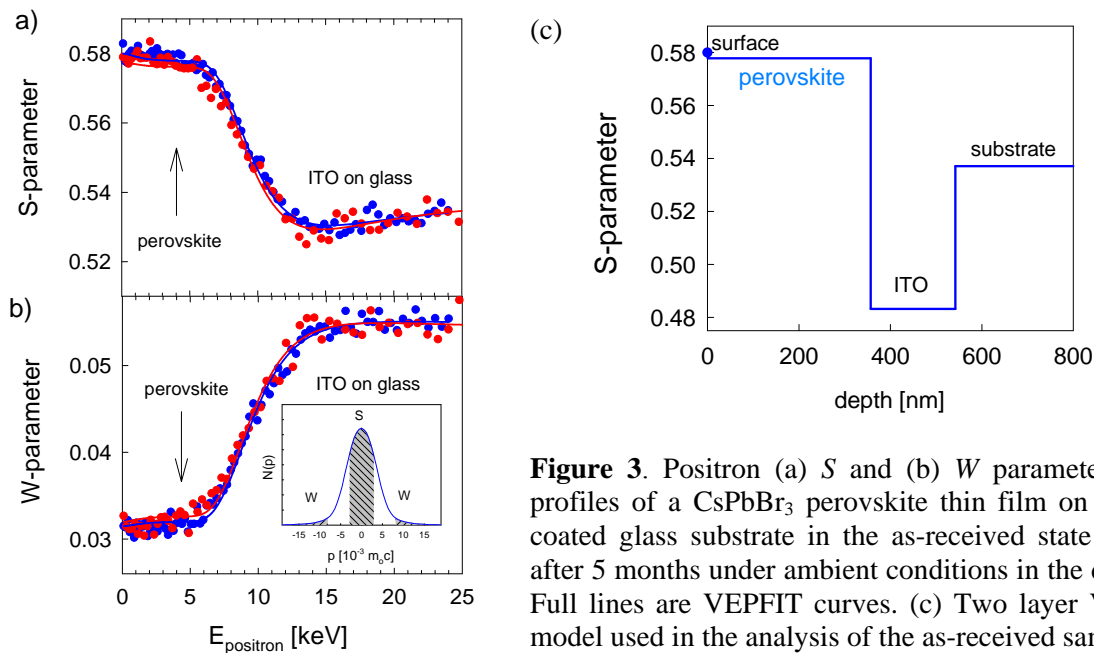 a)
0.58
0.56
0.54
0.52
S-parameter
perovskite
ITO on glass
b)
0.05
0.04
0.03
W-parameter
perovskite
ITO on glass
S
W
W
N(p)
-15 -10 -5 0 5 10 15
p [10-3 moc]
0 5 10 15 20 25
Epositron [keV]
(c)
0.58
0.56
0.54
0.52
0.50
0.48
S-parameter
surface
perovskite
substrate
ITO
0 200 400 600 800
depth [nm]
Figure 3. Positron (a) S and (b) W paramete
profiles of a CsPbBr3 perovskite thin film on
coated glass substrate in the as-received state
after 5 months under ambient conditions in the
Full lines are VEPFIT curves. (c) Two layer
model used in the analysis of the as-received sar